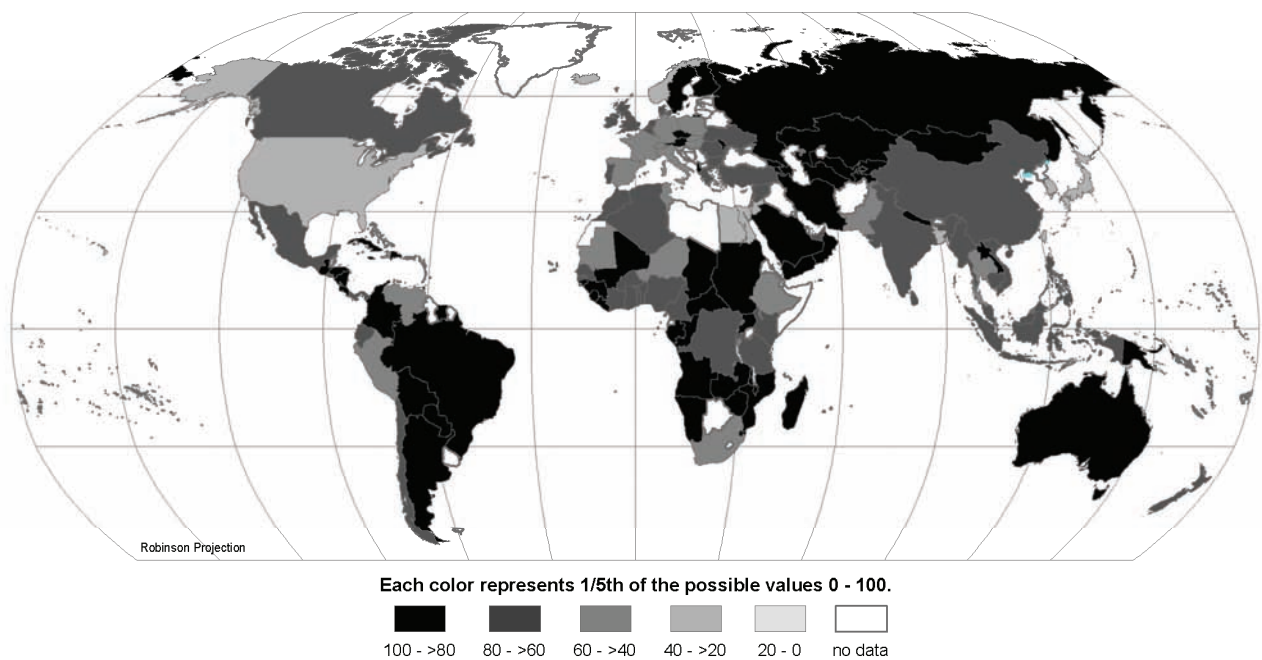 Robinson Projection
Each color represents 1/5th of the possible values 0 - 100.
100 - >80 80 - >60 60 - >40 40 - >20 20 - 0 no data